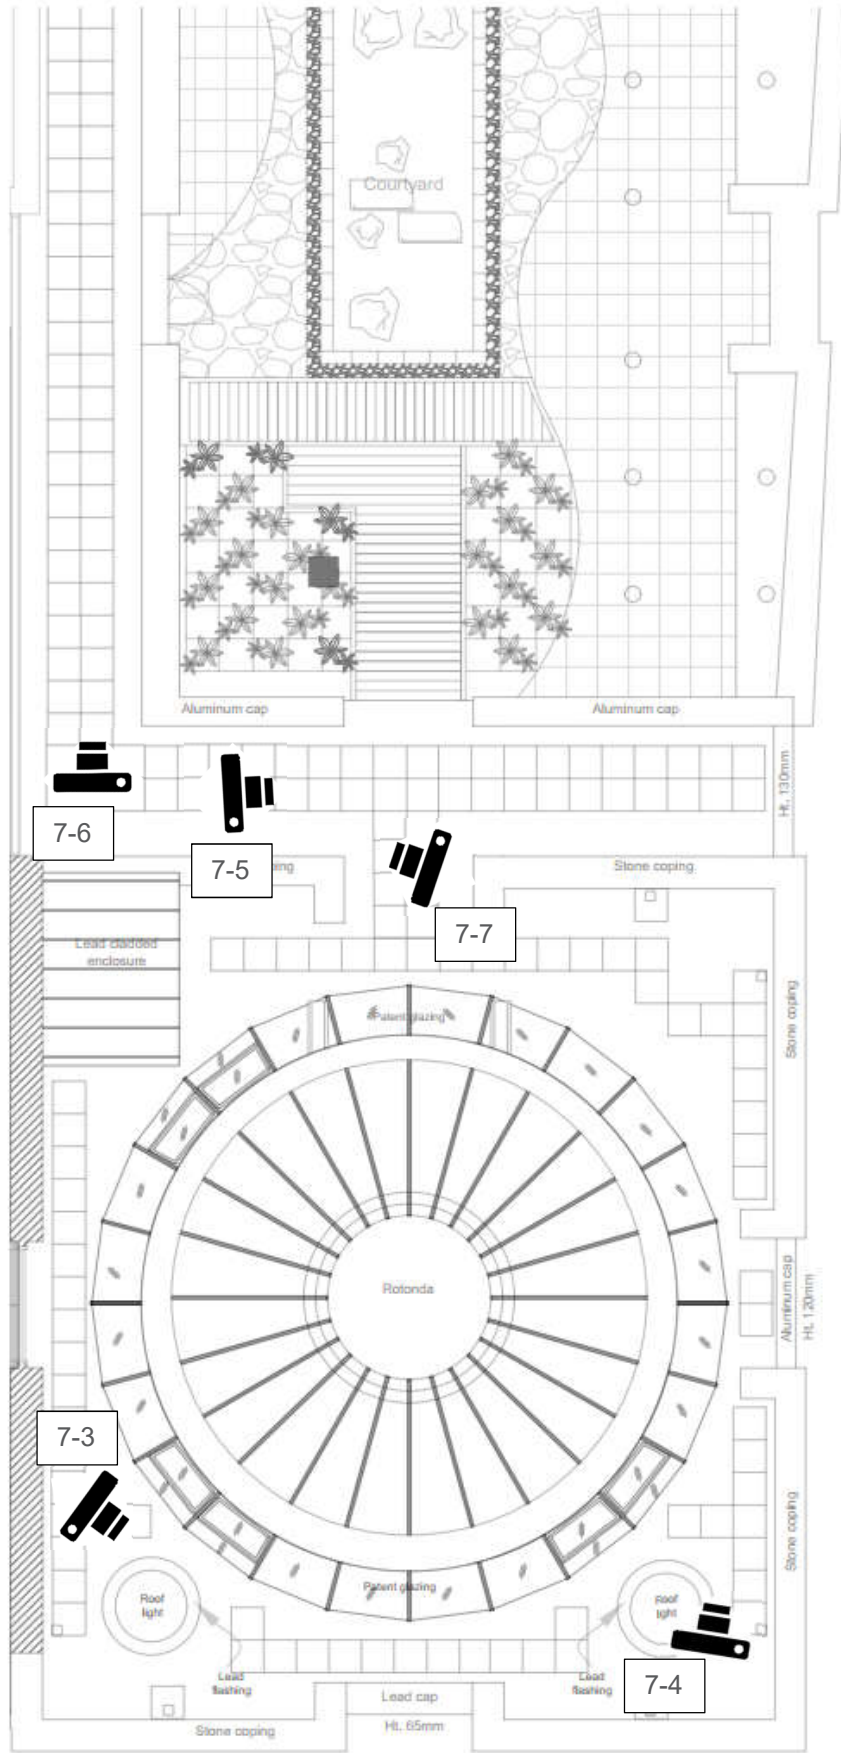 Courtyard
Aluminum cap
Aluminum cap
Ht. 130mm
7-6
7-5
ping
Stone coping
7-7
Lead cladded
enclosure
Stone coping
Patent glazing
Rotonda
Aluminum cap
Ht. 120mm
7-3
Stone coping
Patent glazing
Roof
light
Roof
light
Lead
flashing
Lead
flashing
7-4
Lead cap
Ht. 65mm
Stone coping